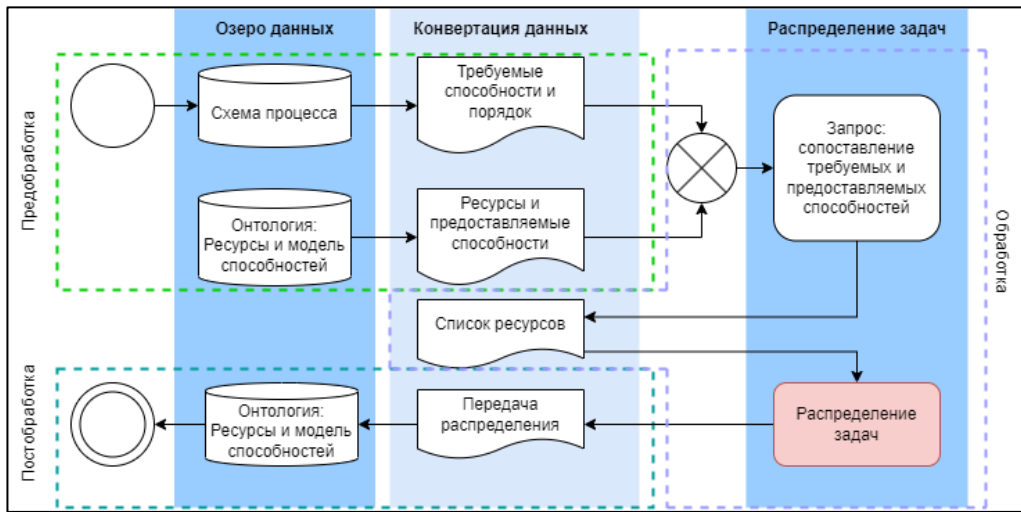 Озеро данных
Конвертация данных
Распределение задач
Предобработка
Схема процесса
Требуемые
способности и
порядок
Запрос:
сопоставление
требуемых и
предоставляемых
способностей
Онтология:
Ресурсы и модель
способностей
Ресурсы и
предоставляемые
способности
Обработка
Список ресурсов
Постобработка
Онтология:
Ресурсы и модель
способностей
Передача
распределения
Распределение
задач